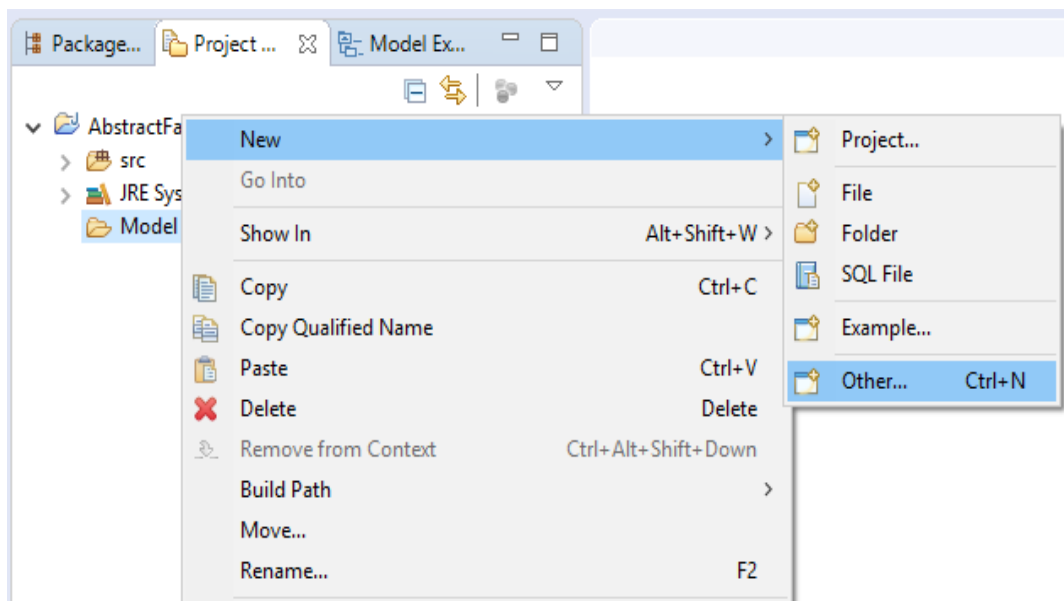 Package... Project ... Model Ex...
AbstractFa
src
JRE Sys
Model
New
Go Into
Show In Alt+Shift+W
Copy Ctrl+C
Copy Qualified Name
Paste Ctrl+V
Delete Delete
Remove from Context Ctrl+Alt+Shift+Down
Build Path
Move...
Rename... F2
Project...
File
Folder
SQL File
Example...
Other... Ctrl+N